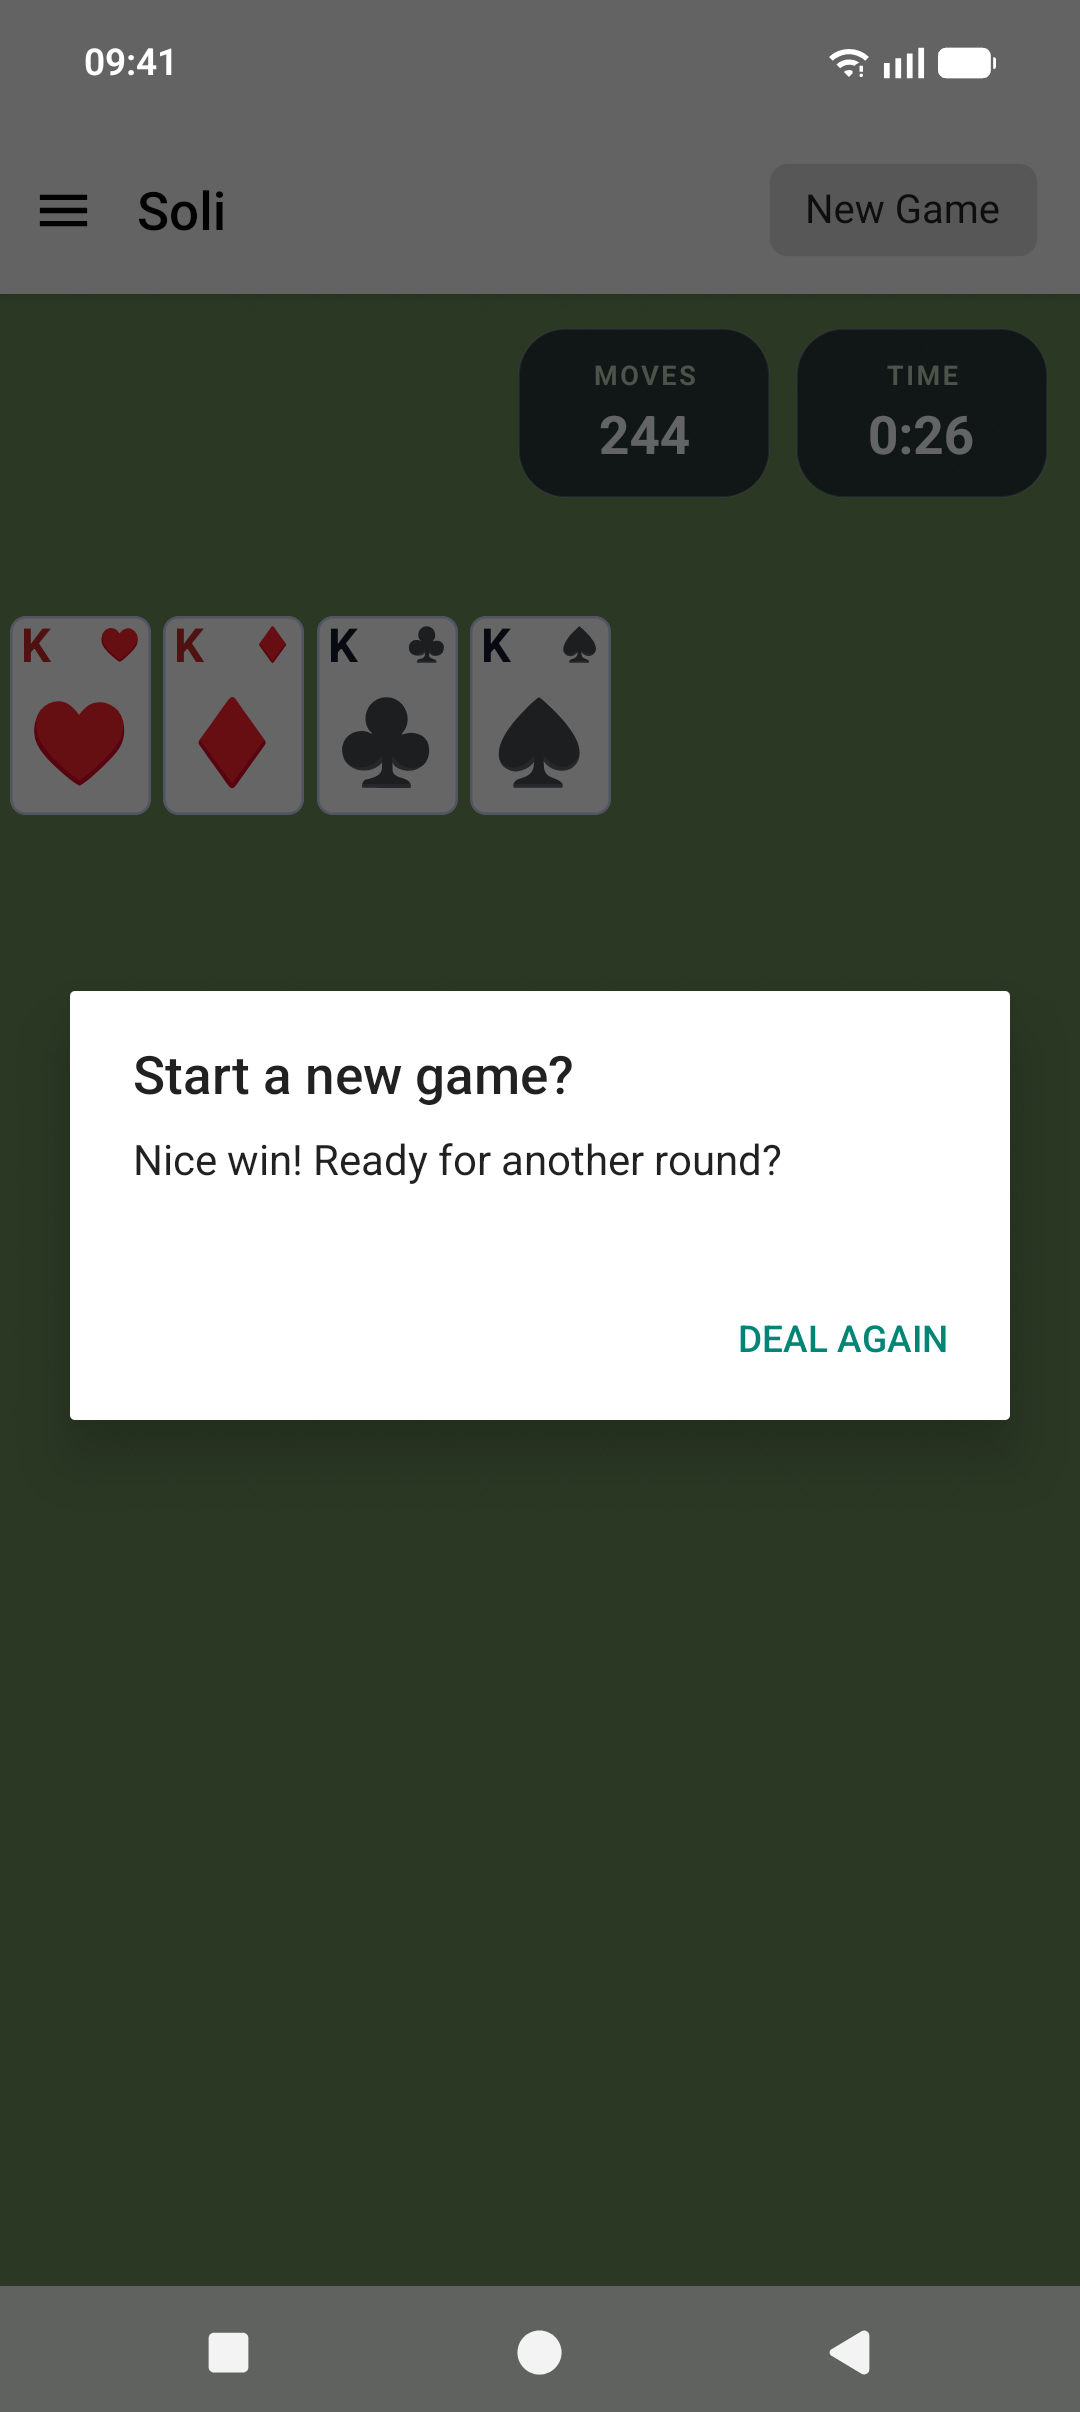 09:41
Soli
New Game
MOVES
TIME
244
0:26
K
K
K
K
Start a new game?
Nice win! Ready for another round?
DEAL AGAIN